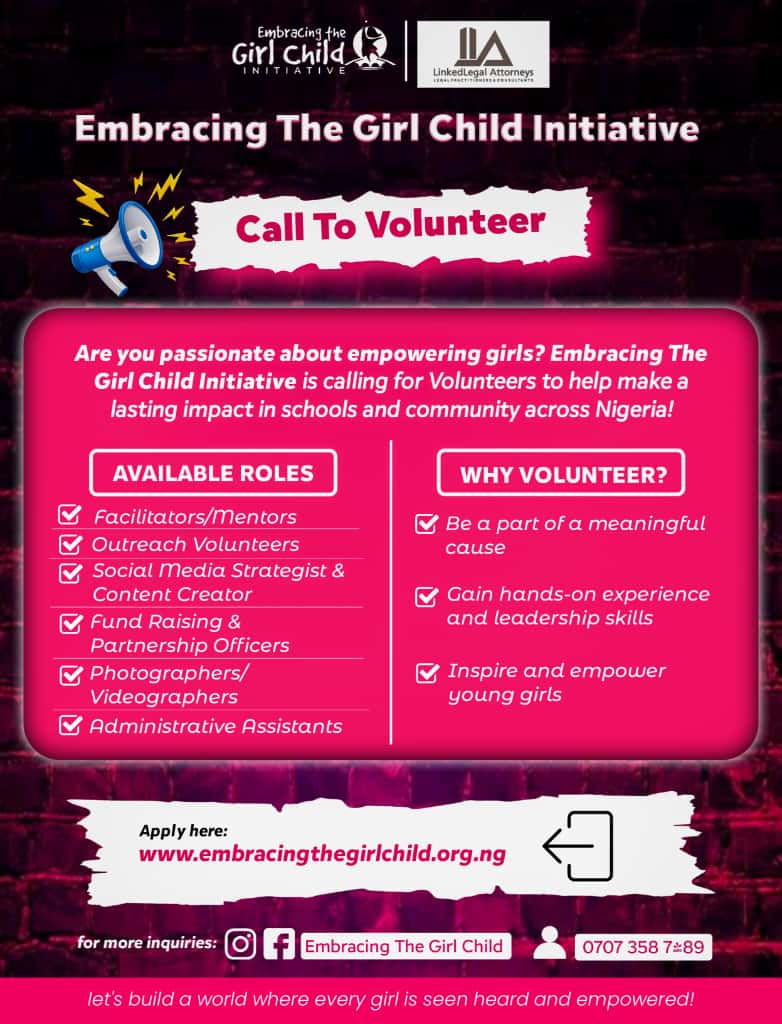 Embracing the
Girl Child
INITIATIVE
LinkedLegal Attorneys
LEGAL PRACTITIONERS & CONSULTANTS
Embracing The Girl Child Initiative
Call To Volunteer
Are you passionate about empowering girls? Embracing The
Girl Child Initiative is calling for Volunteers to help make a
lasting impact in schools and community across Nigeria!
AVAILABLE ROLES
Facilitators/Mentors
Outreach Volunteers
Social Media Strategist &
Content Creator
Fund Raising &
Partnership Officers
Photographers/
Videographers
Administrative Assistants
WHY VOLUNTEER?
Be a part of a meaningful
cause
Gain hands-on experience
and leadership skills
Inspire and empower
young girls
Apply here:
www.embracingthegirlchild.org.ng
for more inquiries:
Embracing The Girl Child
0707 358
let's build a world where every girl is seen heard and empowered!